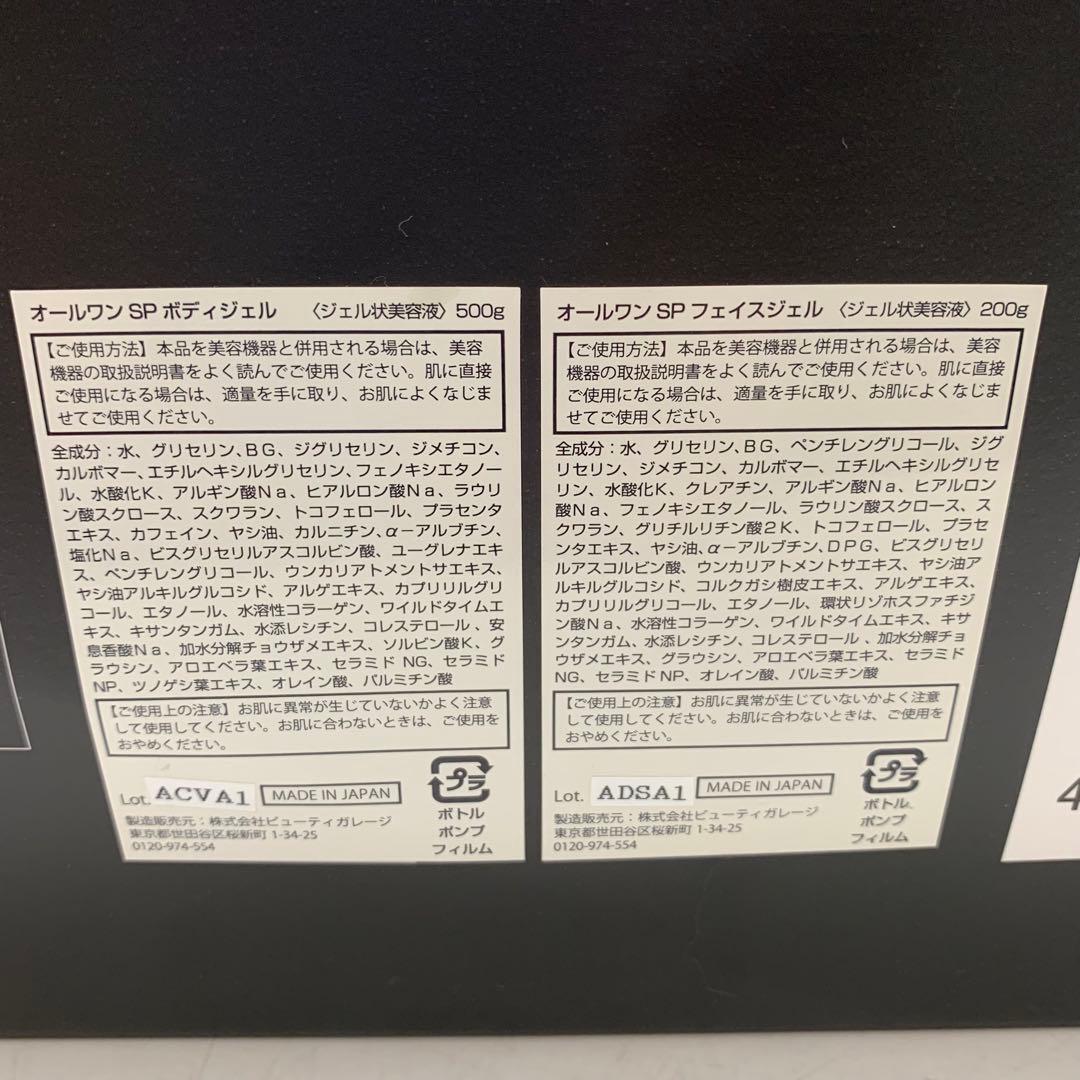 オールワン SP ボディジェル 〈ジェル状美容液〉 500g
【ご使用方法】本品を美容機器と併用される場合は、美容
機器の取扱説明書をよく読んでご使用ください。肌に直接
ご使用になる場合は、適量を手に取り、お肌によくなじま
せてご使用ください。
全成分：水、グリセリン、BG、ジグリセリン、ジメチコン、
カルボマー、エチルヘキシルグリセリン、フェノキシエタノー
ル、水酸化K、アルギン酸Na、ヒアルロン酸Na、ラウリ
ン酸スクロース、スクワラン、トコフェロール、プラセンタ
エキス、カフェイン、ヤシ油、カルニチン、α－アルブチン、
塩化Na、ビスグリセリルアスコルビン酸、ユーグレナエキ
ス、ペンチレングリコール、ウンカリアトメントサエキス、
ヤシ油アルキルグルコシド、アルゲエキス、カプリリルグリ
コール、エタノール、水溶性コラーゲン、ワイルドタイムエ
キス、キサンタンガム、水添レシチン、コレステロール 、安
息香酸Na、加水分解チョウザメエキス、ソルビン酸K、グ
ラウシン、アロエベラ葉エキス、セラミド NG、セラミド
NP、ツノゲシ葉エキス、オレイン酸、パルミチン酸
【ご使用上の注意】お肌に異常が生じていないかよく注意
して使用してください。お肌に合わないときは、ご使用を
おやめください。
Lot. ACVA1 MADE IN JAPAN
製造販売元：株式会社ビューティガレージ
東京都世田谷区桜新町 1-34-25
0120-974-554
プラ
ボトル
ポンプ
フィルム
オールワン SP フェイスジェル 〈ジェル状美容液〉 200g
【ご使用方法】本品を美容機器と併用される場合は、美容
機器の取扱説明書をよく読んでご使用ください。肌に直接
ご使用になる場合は、適量を手に取り、お肌によくなじま
せてご使用ください。
全成分：水、グリセリン、BG、ペンチレングリコール、ジグ
リセリン、ジメチコン、カルボマー、エチルヘキシルグリセ
リン、水酸化K、クレアチン、アルギン酸Na、ヒアルロン
酸Na、フェノキシエタノール、ラウリン酸スクロース、ス
クワラン、グリチルリチン酸2K、トコフェロール、プラセ
ンタエキス、ヤシ油、α－アルブチン、DPG、ビスグリセリ
ルアスコルビン酸、ウンカリアトメントサエキス、ヤシ油ア
ルキルグルコシド、コルクガシ樹皮エキス、アルゲエキス、
カプリリルグリコール、エタノール、環状リゾホスファチジ
ン酸Na、水溶性コラーゲン、ワイルドタイムエキス、キサ
ンタンガム、水添レシチン、コレステロール 、加水分解チョ
ウザメエキス、グラウシン、アロエベラ葉エキス、セラミド
NG、セラミド NP、オレイン酸、パルミチン酸
【ご使用上の注意】お肌に異常が生じていないかよく注意
して使用してください。お肌に合わないときは、ご使用を
おやめください。
Lot. ADSA1 MADE IN JAPAN
製造販売元：株式会社ビューティガレージ
東京都世田谷区桜新町 1-34-25
0120-974-554
プラ
ボトル
ポンプ
フィルム
4